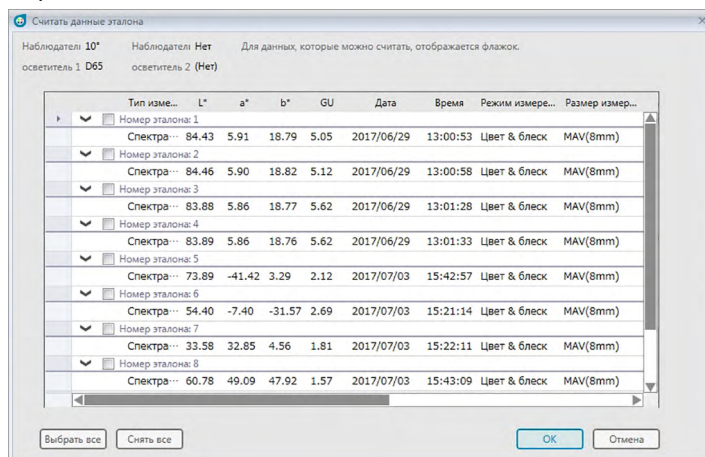 Считать данные эталона
Наблюдател 10° Наблюдател Нет Для данных, которые можно считать, отображается флажок.
осветитель 1 D65 осветитель 2 (Нет)
Тип изме... L* a* b* GU Дата Время Режим измере... Размер измер...
Номер эталона: 1
Спектра··· 84.43 5.91 18.79 5.05 2017/06/29 13:00:53 Цвет & блеск MAV(8mm)
Номер эталона: 2
Спектра··· 84.46 5.90 18.82 5.12 2017/06/29 13:00:58 Цвет & блеск MAV(8mm)
Номер эталона: 3
Спектра··· 83.88 5.86 18.77 5.62 2017/06/29 13:01:28 Цвет & блеск MAV(8mm)
Номер эталона: 4
Спектра··· 83.89 5.86 18.76 5.62 2017/06/29 13:01:33 Цвет & блеск MAV(8mm)
Номер эталона: 5
Спектра··· 73.89 -41.42 3.29 2.12 2017/07/03 15:42:57 Цвет & блеск MAV(8mm)
Номер эталона: 6
Спектра··· 54.40 -7.40 -31.57 2.69 2017/07/03 15:21:14 Цвет & блеск MAV(8mm)
Номер эталона: 7
Спектра··· 33.58 32.85 4.56 1.81 2017/07/03 15:22:11 Цвет & блеск MAV(8mm)
Номер эталона: 8
Спектра··· 60.78 49.09 47.92 1.57 2017/07/03 15:43:09 Цвет & блеск MAV(8mm)
Выбрать все Снять все OK Отмена